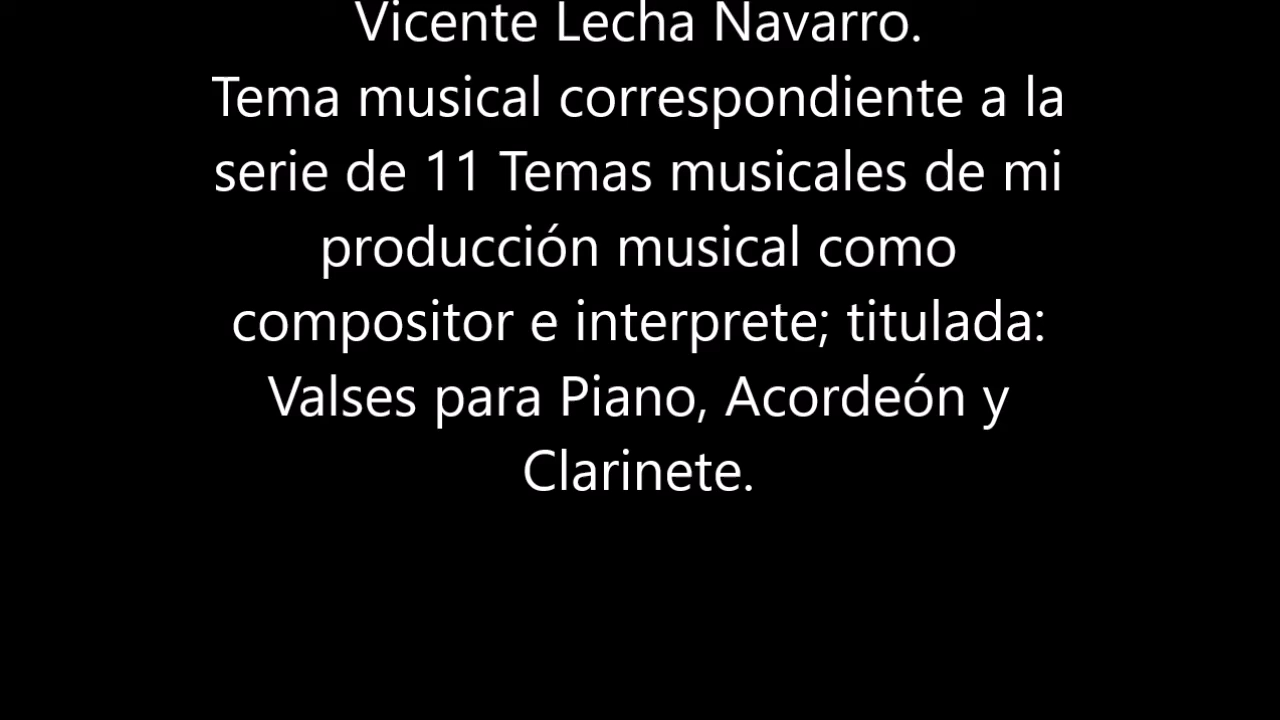 Vicente Lecha Navarro.
Tema musical correspondiente a la
serie de 11 Temas musicales de mi
producción musical como
compositor e interprete; titulada:
Valses para Piano, Acordeón y
Clarinete.